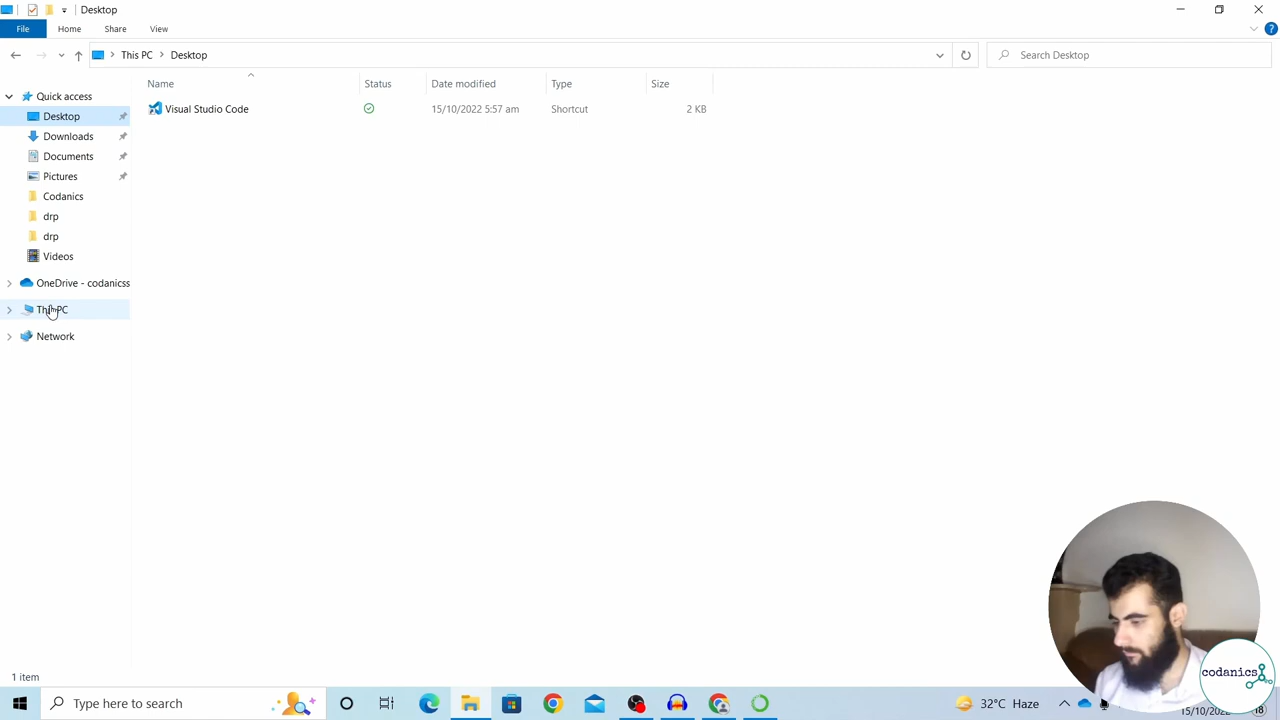 Desktop
File Home Share View
This PC Desktop Search Desktop
Name Status Date modified Type Size
Quick access
Visual Studio Code 15/10/2022 5:57 am Shortcut 2 KB
Desktop
Downloads
Documents
Pictures
Codanics
drp
drp
Videos
OneDrive - codanicss
This PC
Network
1 item
codanics
Type here to search 32°C Haze